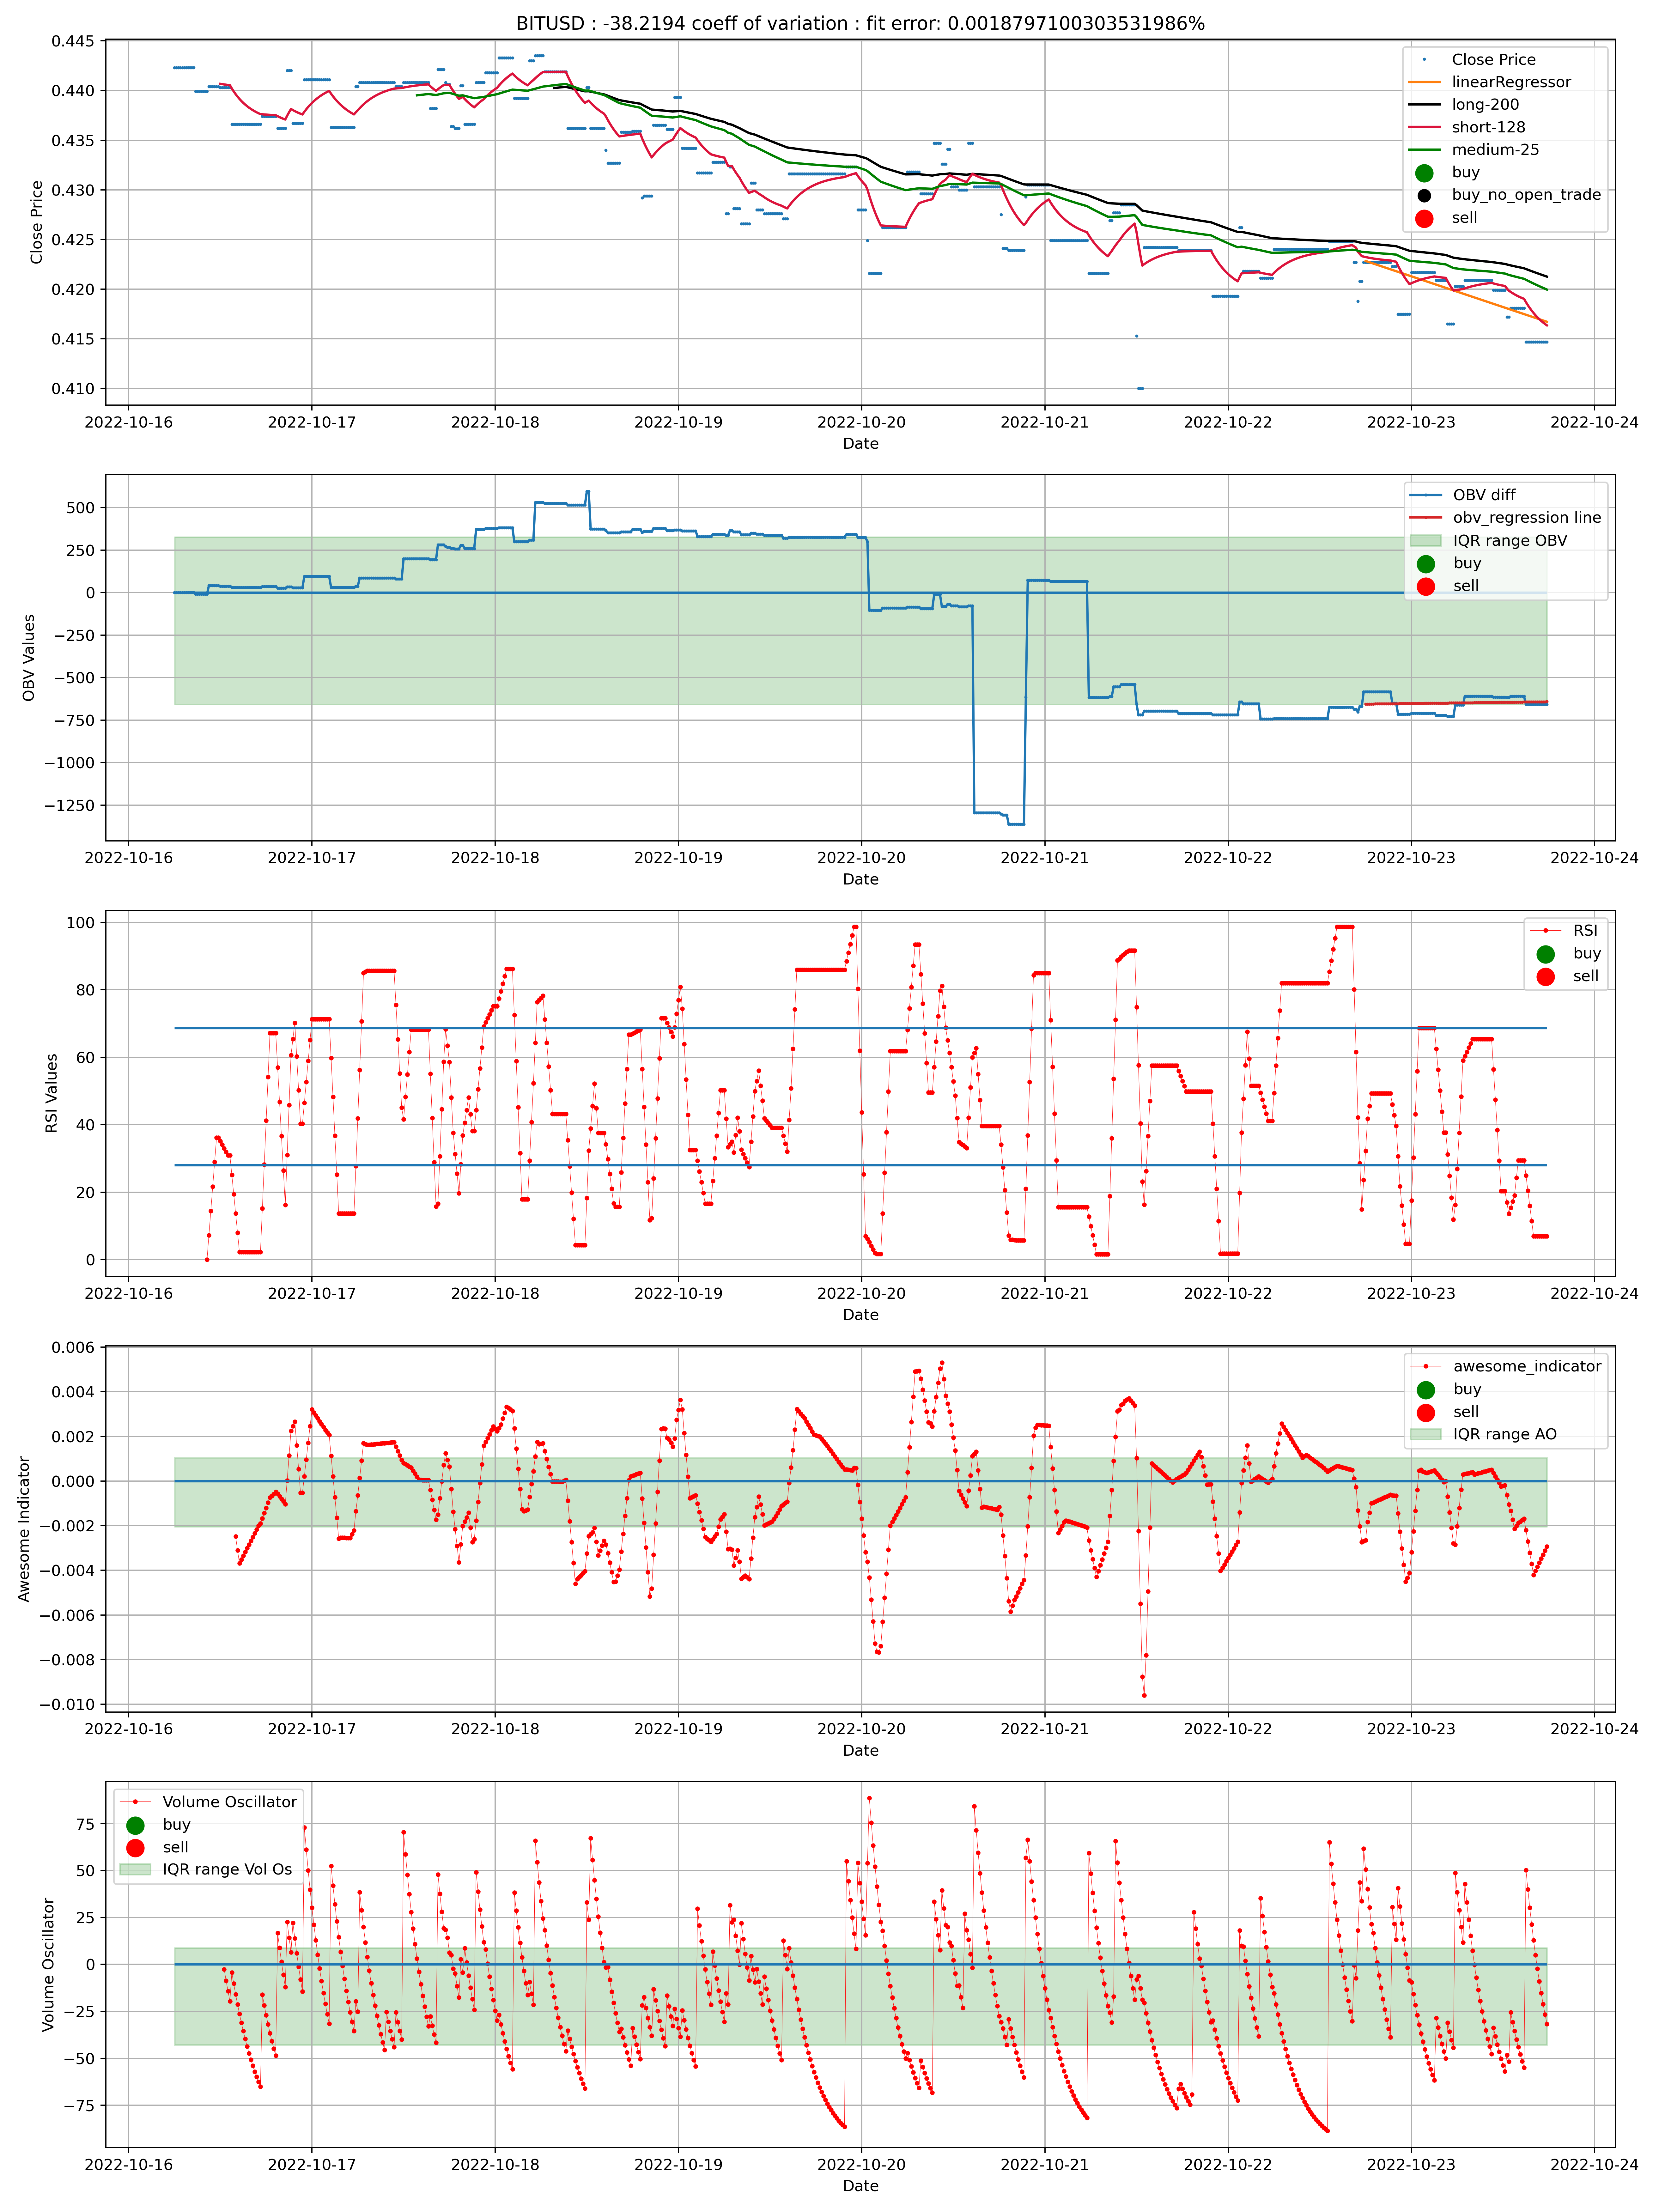 BITUSD : -38.2194 coeff of variation : fit error: 0.0018797100303531986%
Close Price
0.445
0.440
0.435
0.430
0.425
0.420
0.415
0.410
Close Price
linearRegressor
long-200
short-128
medium-25
buy
buy_no_open_trade
sell
2022-10-16 2022-10-17 2022-10-18 2022-10-19 2022-10-20 2022-10-21 2022-10-22 2022-10-23 2022-10-24
Date
OBV Values
500
250
0
−250
−500
−750
−1000
−1250
OBV diff
obv_regression line
IQR range OBV
buy
sell
2022-10-16 2022-10-17 2022-10-18 2022-10-19 2022-10-20 2022-10-21 2022-10-22 2022-10-23 2022-10-24
Date
RSI Values
100
80
60
40
20
0
RSI
buy
sell
2022-10-16 2022-10-17 2022-10-18 2022-10-19 2022-10-20 2022-10-21 2022-10-22 2022-10-23 2022-10-24
Date
Awesome Indicator
0.006
0.004
0.002
0.000
−0.002
−0.004
−0.006
−0.008
−0.010
awesome_indicator
buy
sell
IQR range AO
2022-10-16 2022-10-17 2022-10-18 2022-10-19 2022-10-20 2022-10-21 2022-10-22 2022-10-23 2022-10-24
Date
Volume Oscillator
75
50
25
0
−25
−50
−75
Volume Oscillator
buy
sell
IQR range Vol Os
2022-10-16 2022-10-17 2022-10-18 2022-10-19 2022-10-20 2022-10-21 2022-10-22 2022-10-23 2022-10-24
Date